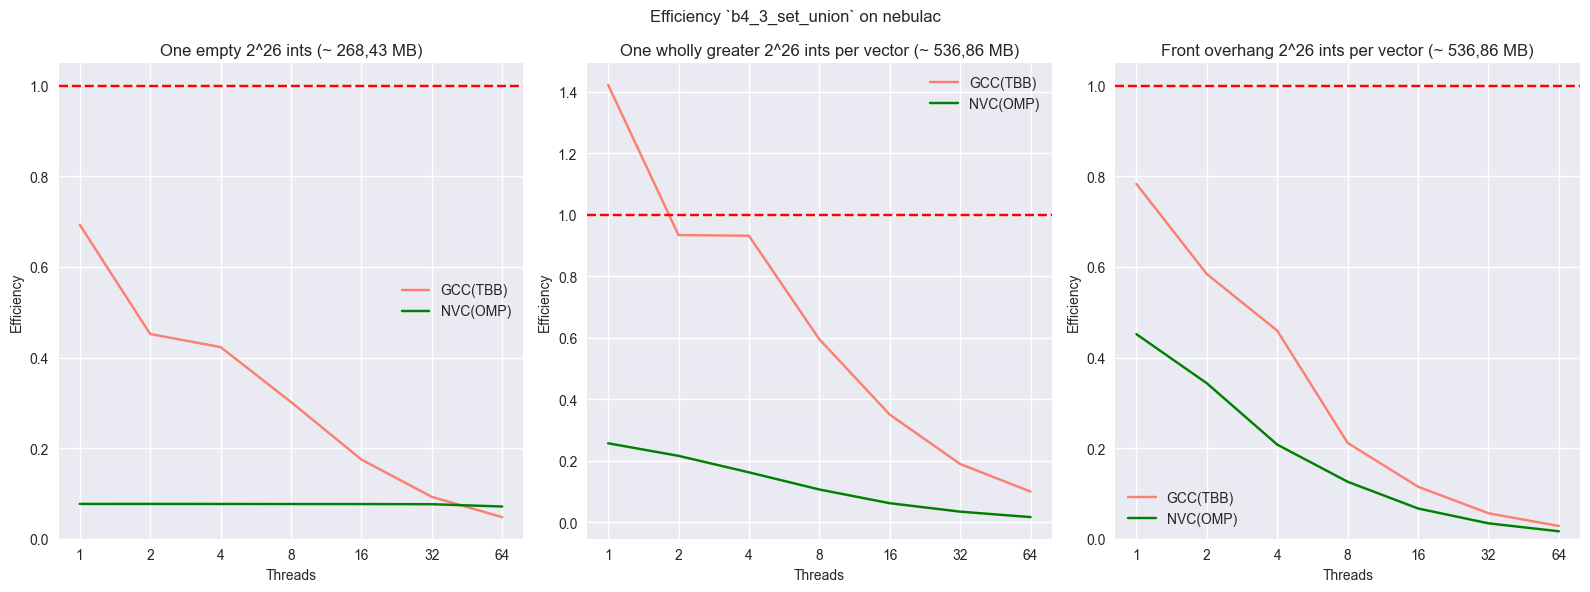 Efficiency `b4_3_set_union` on nebulac
One empty 2^26 ints (~ 268,43 MB)
1.0
0.8
0.6
0.4
0.2
0.0
Efficiency
GCC(TBB)
NVC(OMP)
1 2 4 8 16 32 64
Threads
One wholly greater 2^26 ints per vector (~ 536,86 MB)
1.4
1.2
1.0
0.8
0.6
0.4
0.2
0.0
Efficiency
GCC(TBB)
NVC(OMP)
1 2 4 8 16 32 64
Threads
Front overhang 2^26 ints per vector (~ 536,86 MB)
1.0
0.8
0.6
0.4
0.2
0.0
Efficiency
GCC(TBB)
NVC(OMP)
1 2 4 8 16 32 64
Threads